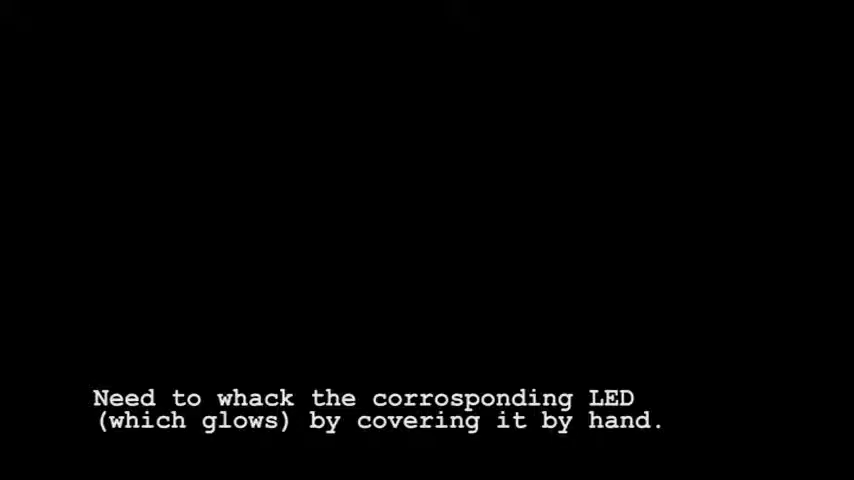 Need to whack the corrosponding LED
(which glows) by covering it by hand.